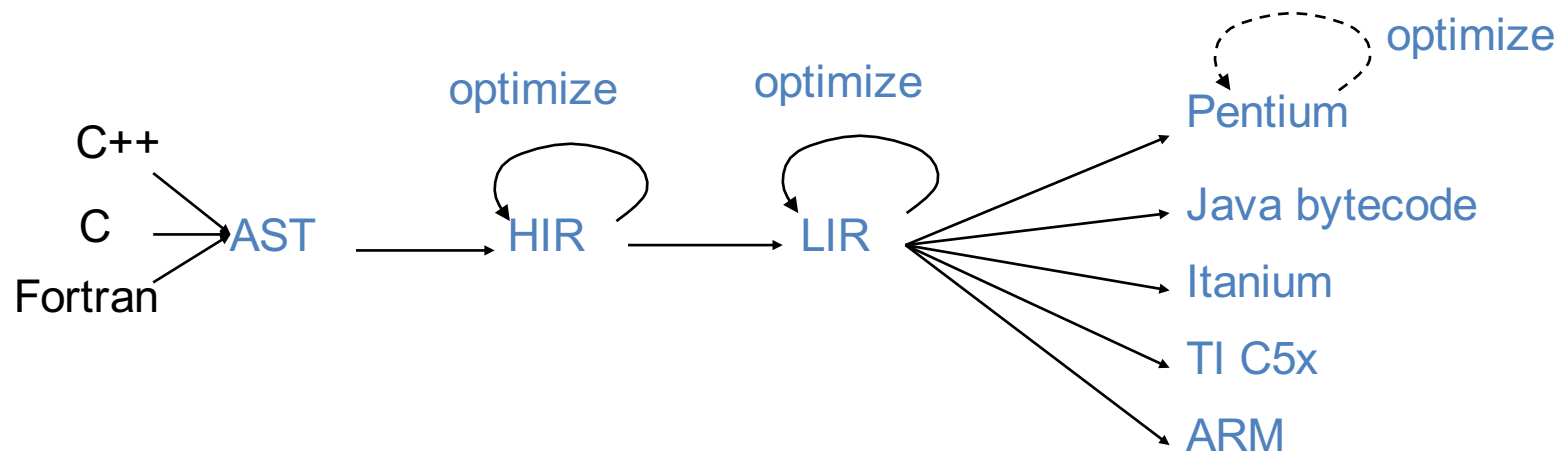 optimize
optimize
optimize
Pentium
C++
C
Fortran
AST
HIR
LIR
Java bytecode
Itanium
TI C5x
ARM